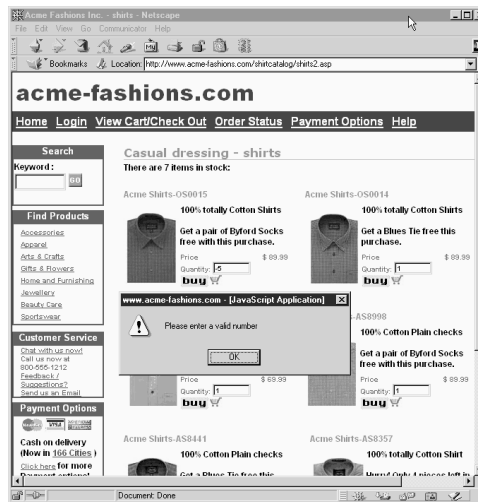 Acme Fashions Inc. - shirts - Netscape
File Edit View Go Communicator Help
Bookmarks Location: http://www.acme-fashions.com/shirtcatalog/shirts2.asp
acme-fashions.com
Home Login View Cart/Check Out Order Status Payment Options Help
Search
Keyword :
GO
Find Products
Accessories
Apparel
Arts & Crafts
Gifts & Flowers
Home and Furnishing
Jewellery
Beauty Care
Sportswear
Customer Service
Chat with us now!
Call us now at
800-555-1212
Feedback /
Suggestions?
Send us an Email
Payment Options
VISA
Cash on delivery
(Now in 166 Cities )
Click here for more
Payment options!
Casual dressing - shirts
There are 7 items in stock:
Acme Shirts-OS0015
100% totally Cotton Shirts
Get a pair of Byford Socks
free with this purchase.
Price $ 89.99
Quantity: -5
buy
Acme Shirts-OS0014
100% totally Cotton Shirt
Get a Blues Tie free this
purchase.
Price $ 89.99
Quantity: 1
buy
www.acme-fashions.com - [JavaScript Application]
Please enter a valid number
OK
Price $ 69.99
Quantity: 1
buy
-AS8998
100% Cotton Plain checks
Get a pair of Byford Socks
free with this purchase.
Price $ 89.99
Quantity: 1
buy
Acme Shirts-AS8441
100% Cotton Plain checks
Get a Blues Tie free this
Acme Shirts-AS8357
100% totally Cotton Shirt
Hurry! Only 4 pieces left in
Document: Done